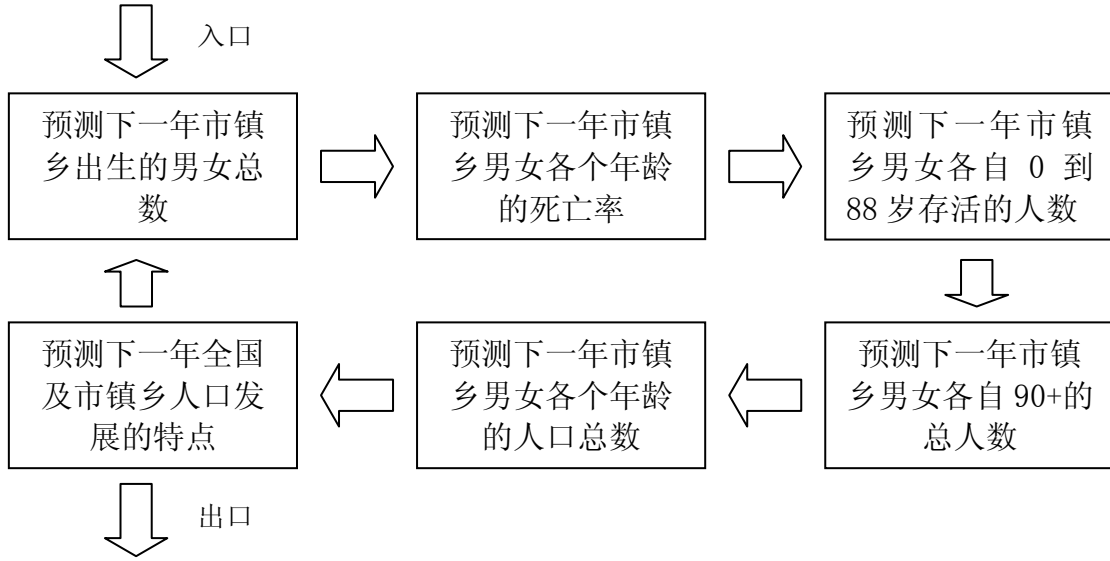 入口
预测下一年市镇
乡出生的男女总
数
预测下一年市镇
乡男女各个年龄
的死亡率
预测下一年市镇
乡男女各自 0 到
88 岁存活的人数
预测下一年全国
及市镇乡人口发
展的特点
预测下一年市镇
乡男女各个年龄
的人口总数
预测下一年市镇
乡男女各自 90+的
总人数
出口